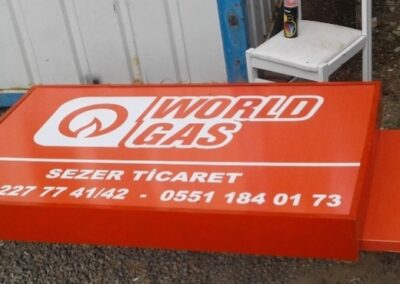 WORLD
GAS
SEZER TİCARET
227 77 41/42 - 0551 184 01 73